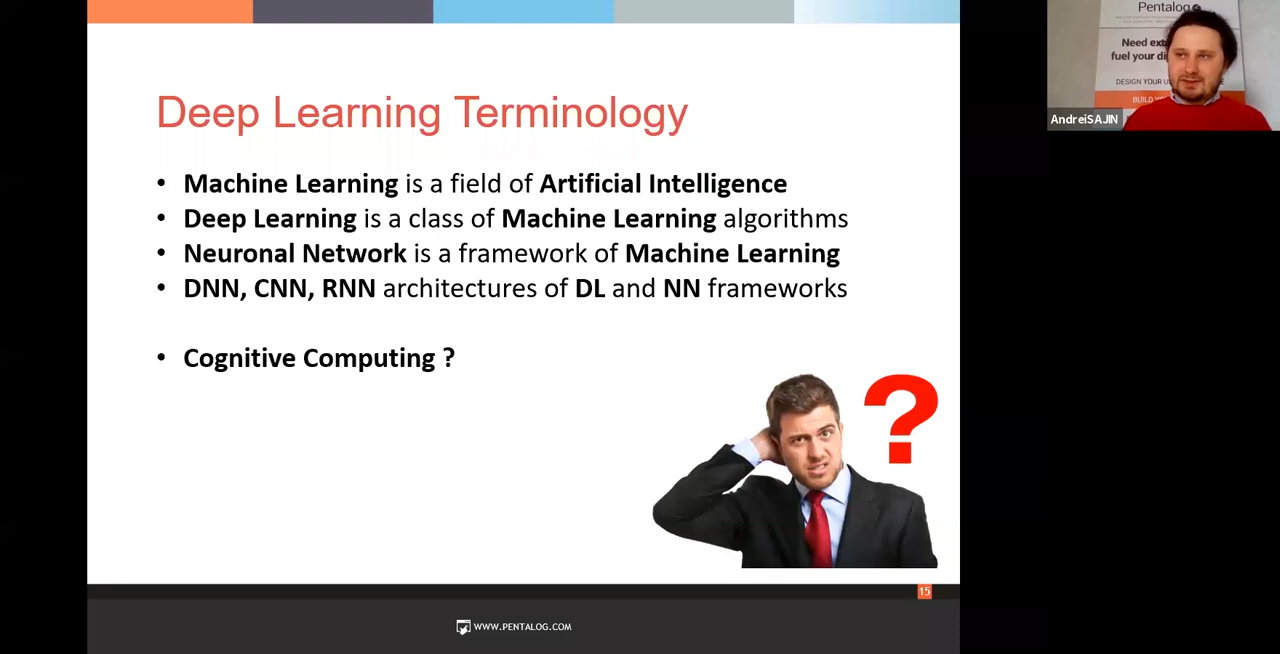 Deep Learning Terminology
• Machine Learning is a field of Artificial Intelligence
• Deep Learning is a class of Machine Learning algorithms
• Neuronal Network is a framework of Machine Learning
• DNN, CNN, RNN architectures of DL and NN frameworks
• Cognitive Computing ?
?
15
WWW.PENTALOG.COM
Pentalog
Need
fuel your
DESIGN YOUR
BUILD
AndreiSAJIN